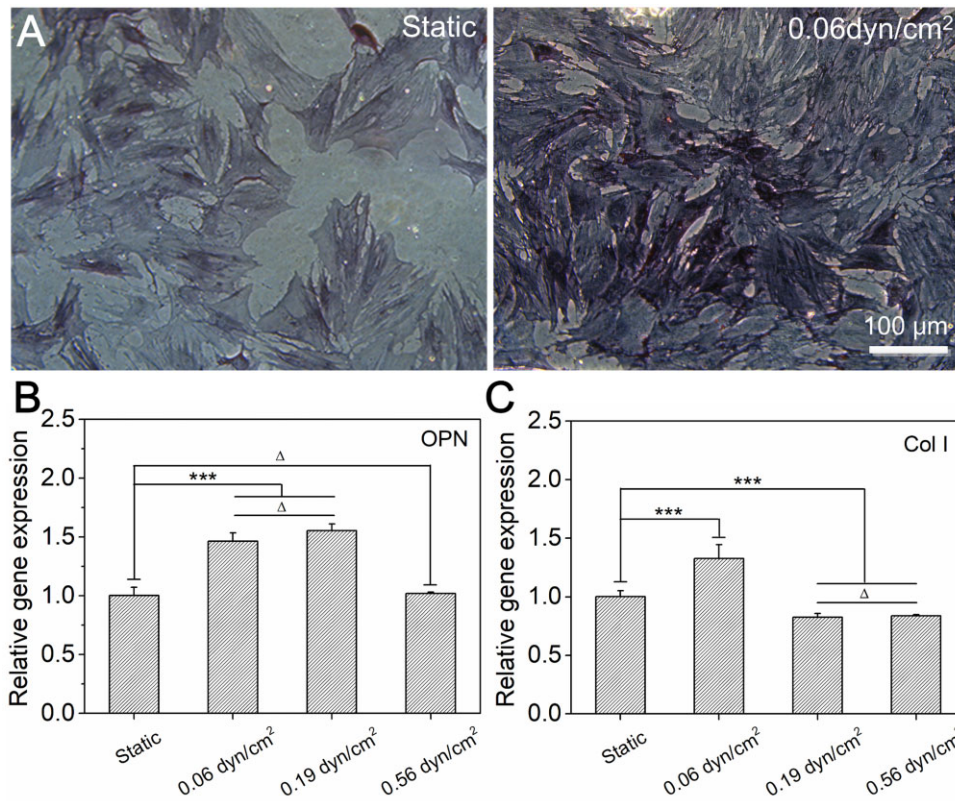 A
Static
0.06dyn/cm²
100 µm
B
2.5
2.0
1.5
1.0
0.5
0.0
Relative gene expression
OPN
Δ
***
Δ
Static
0.06 dyn/cm²
0.19 dyn/cm²
0.56 dyn/cm²
C
2.5
2.0
1.5
1.0
0.5
0.0
Relative gene expression
Col I
***
***
Δ
Static
0.06 dyn/cm²
0.19 dyn/cm²
0.56 dyn/cm²